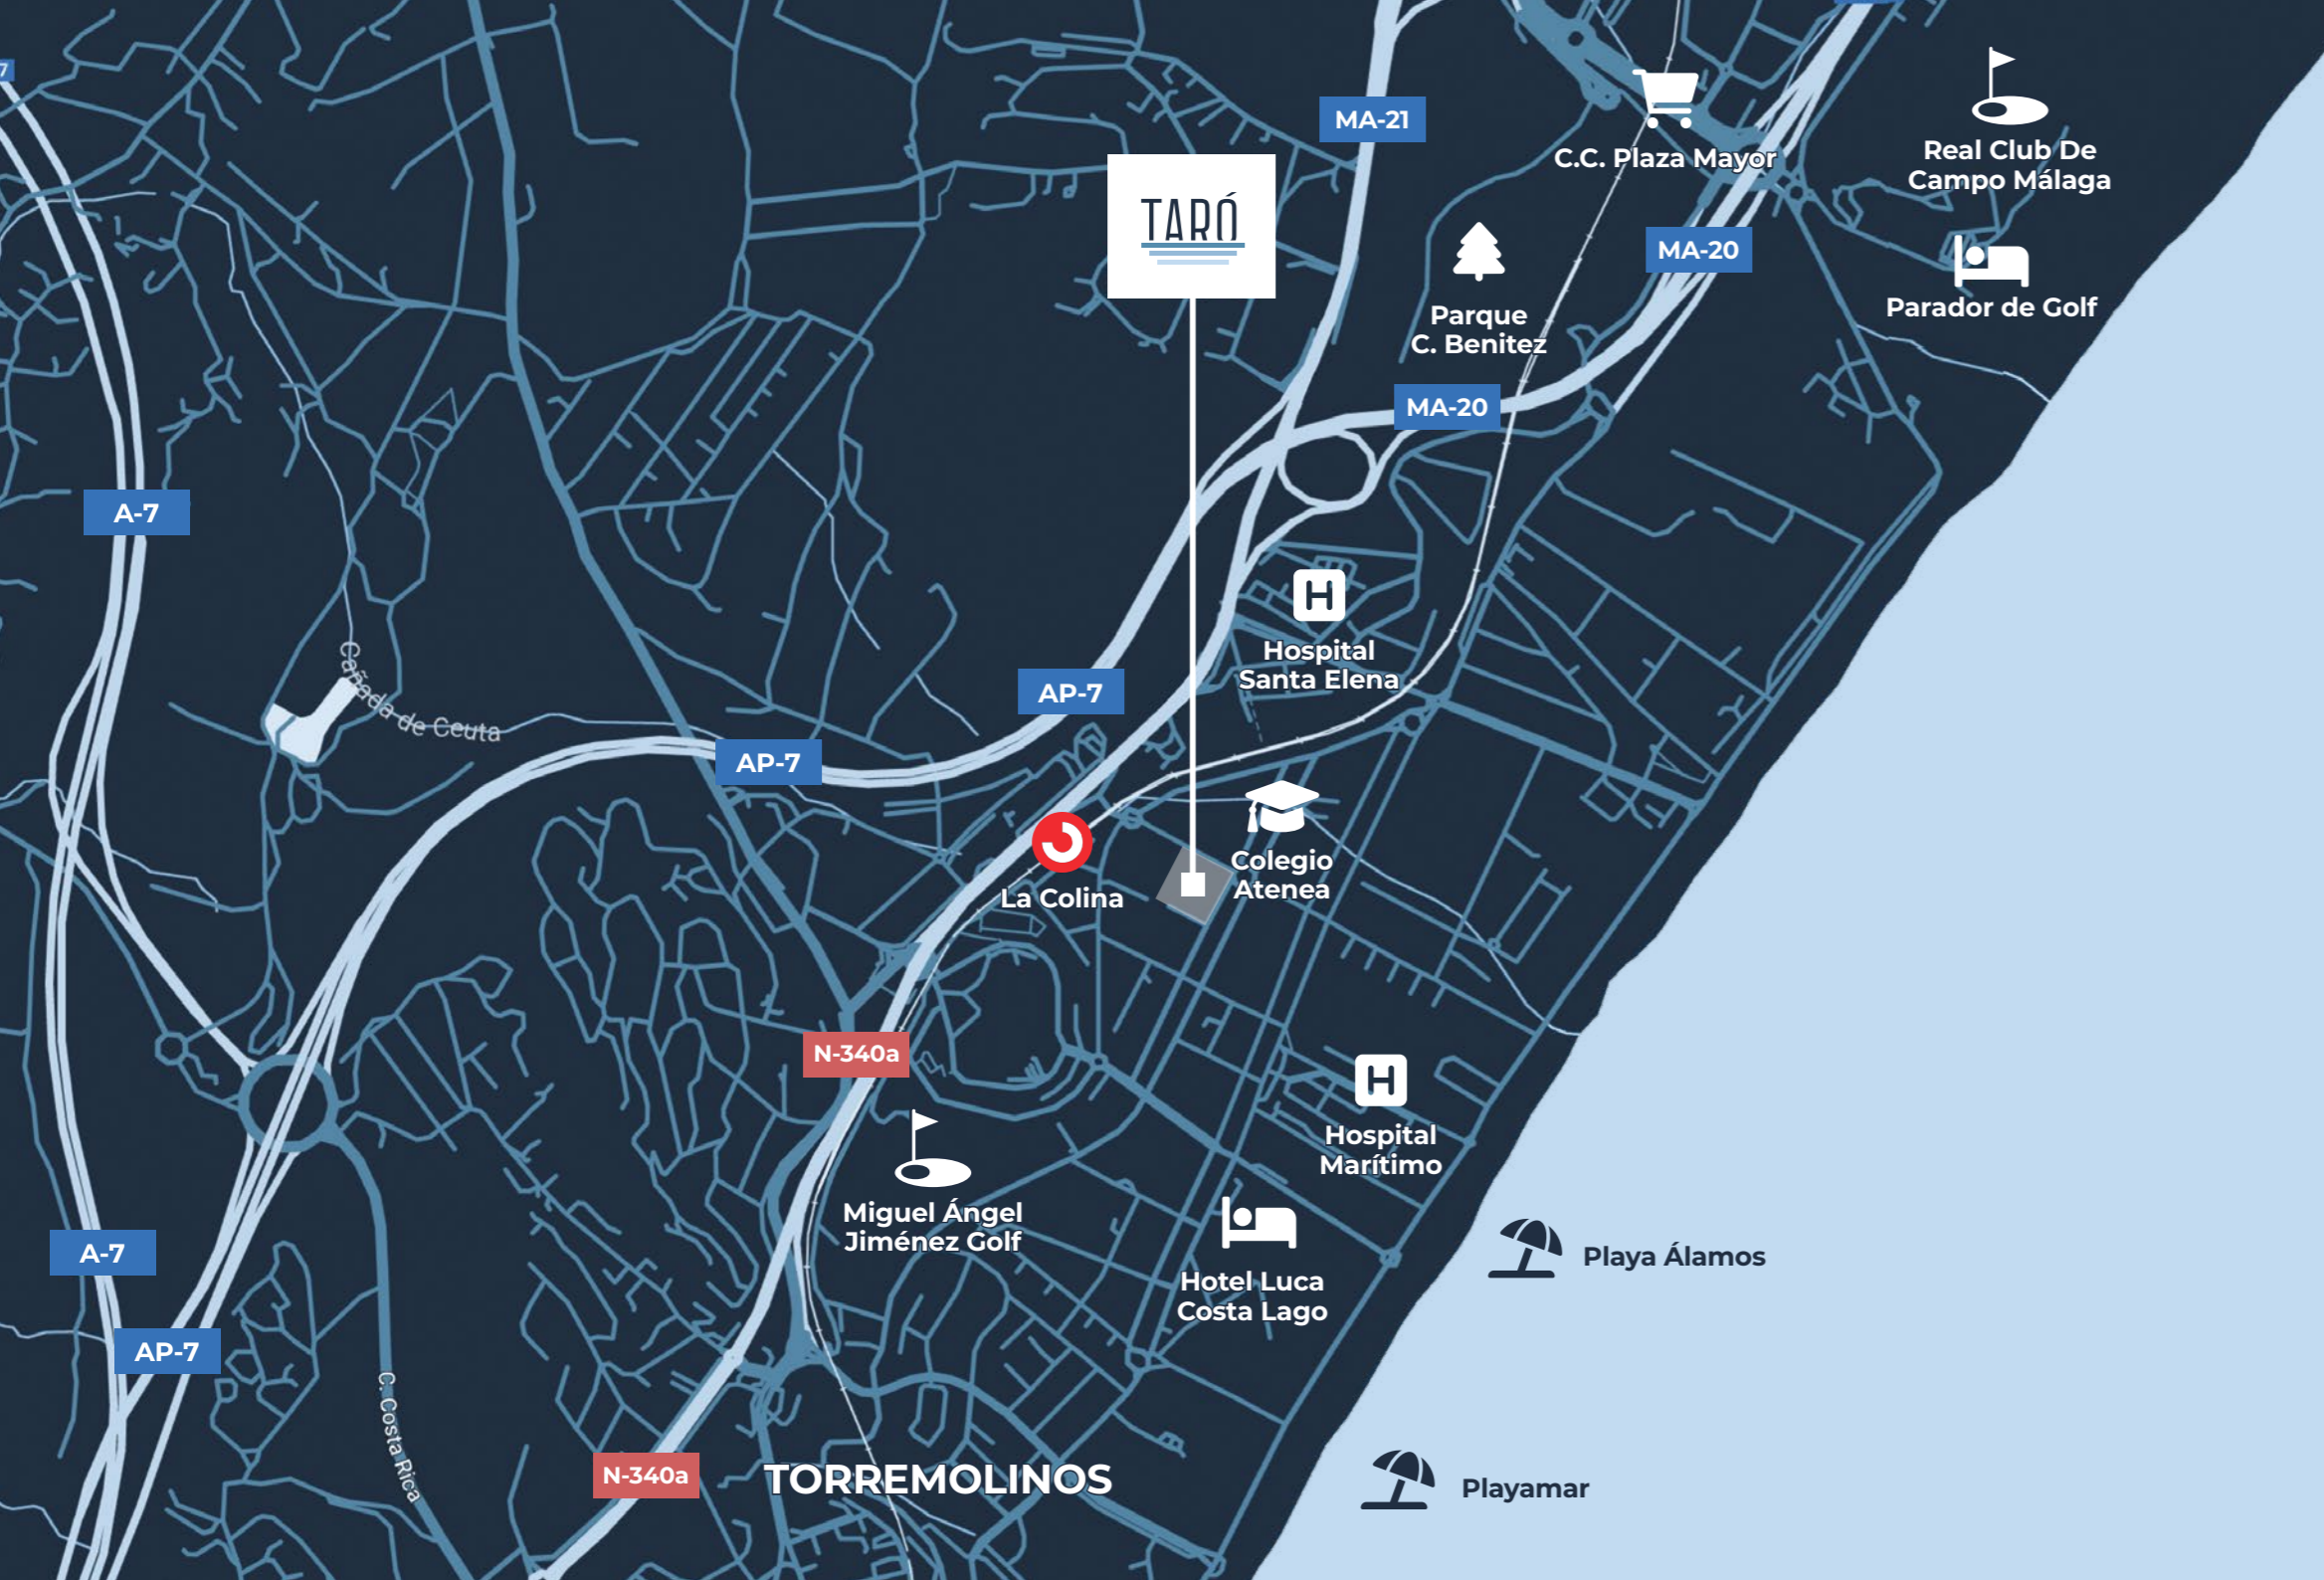 7
MA-21
C.C. Plaza Mayor
Real Club De
Campo Málaga
TARÓ
MA-20
Parque
C. Benitez
Parador de Golf
MA-20
A-7
Hospital
Santa Elena
Cañada de Ceuta
AP-7
AP-7
La Colina
Colegio
Atenea
N-340a
Hospital
Marítimo
Miguel Ángel
Jiménez Golf
A-7
Hotel Luca
Costa Lago
Playa Álamos
AP-7
C. Costa Rica
N-340a
TORREMOLINOS
Playamar
H
H